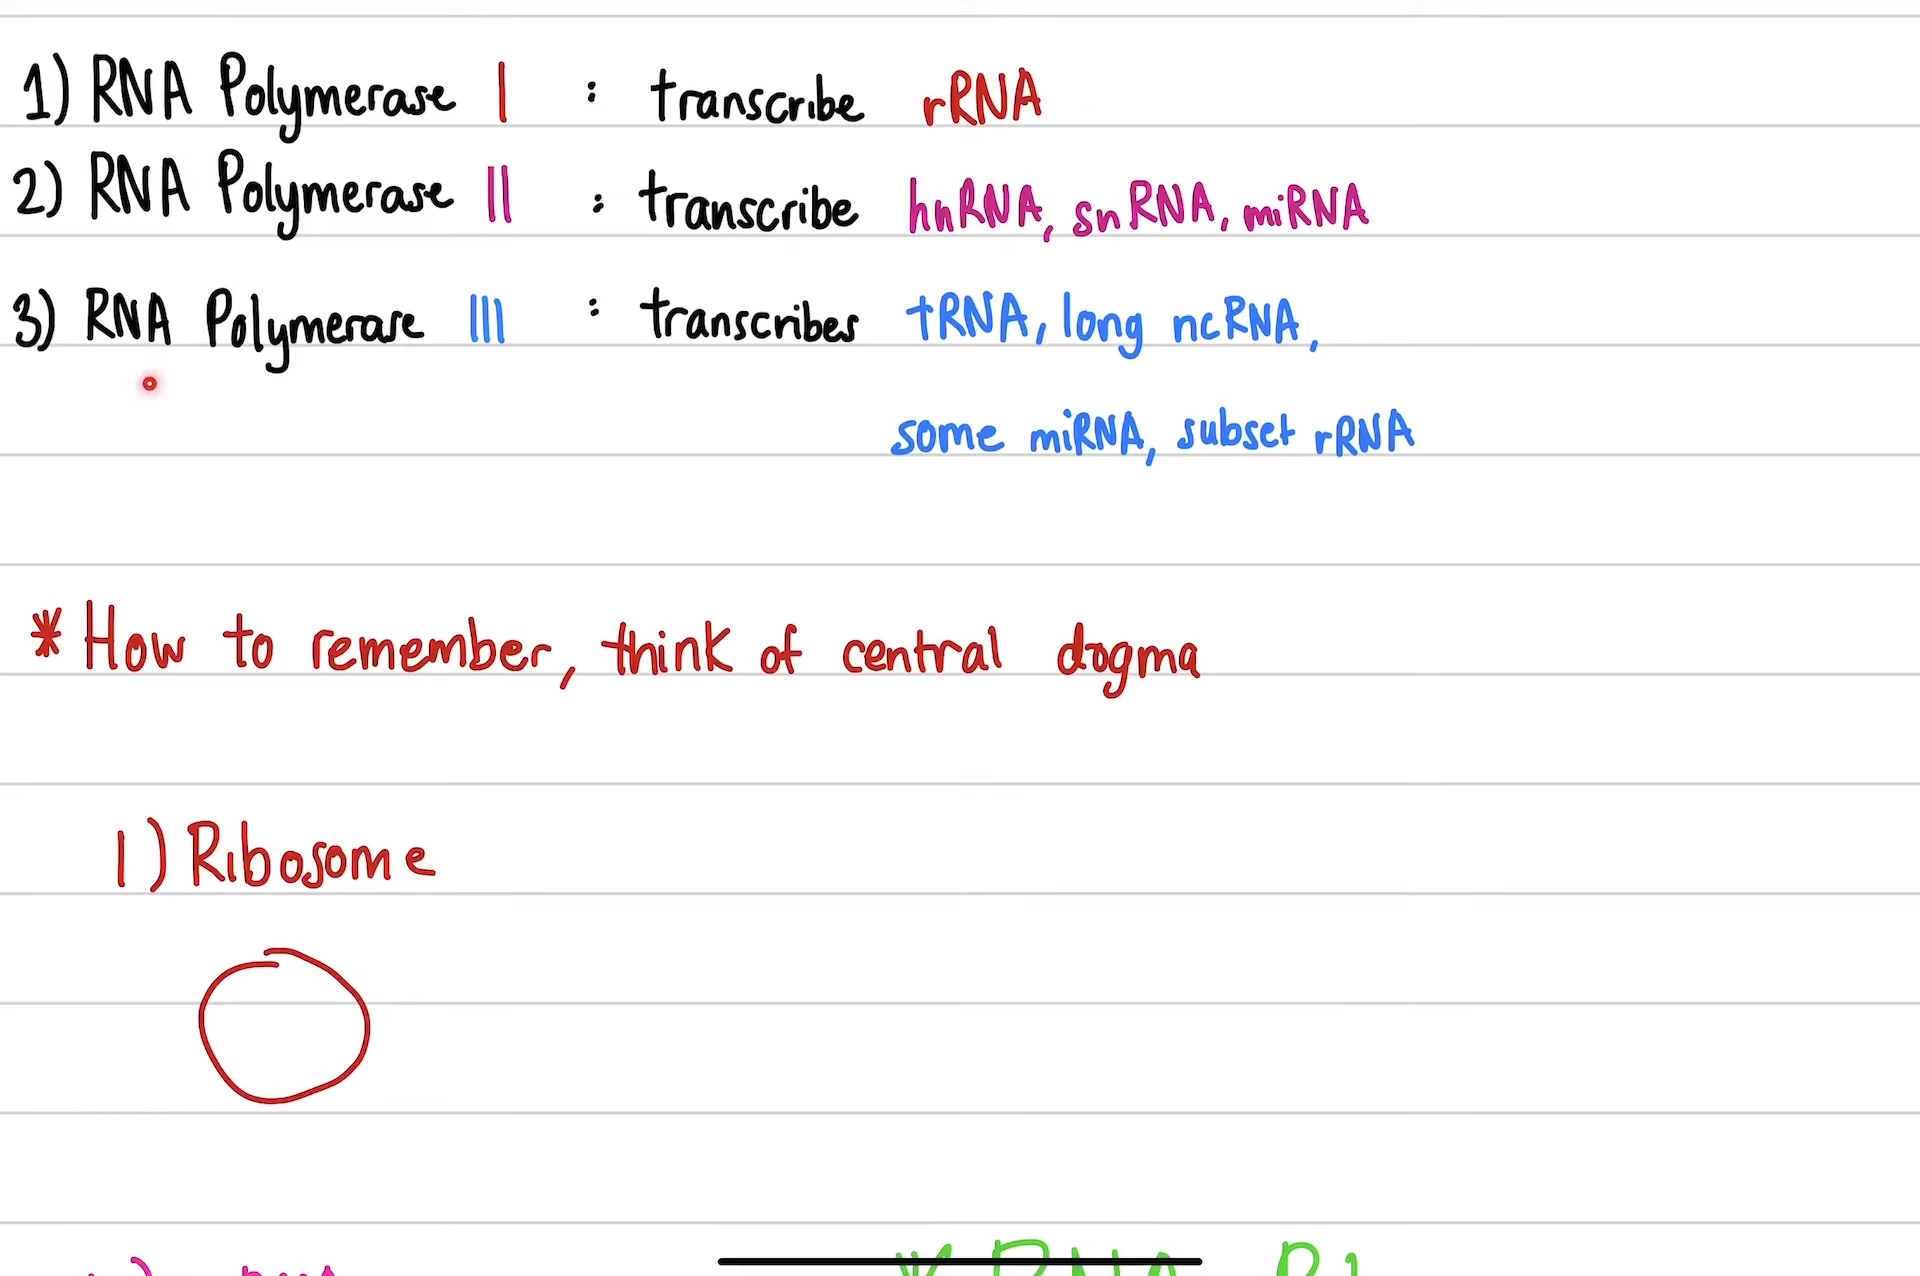 1) RNA Polymerase I : transcribe rRNA
2) RNA Polymerase II : transcribe hnRNA, snRNA, miRNA
3) RNA Polymerase III : transcribes tRNA, long ncRNA,
some miRNA, subset rRNA
* How to remember, think of central dogma
1) Ribosome